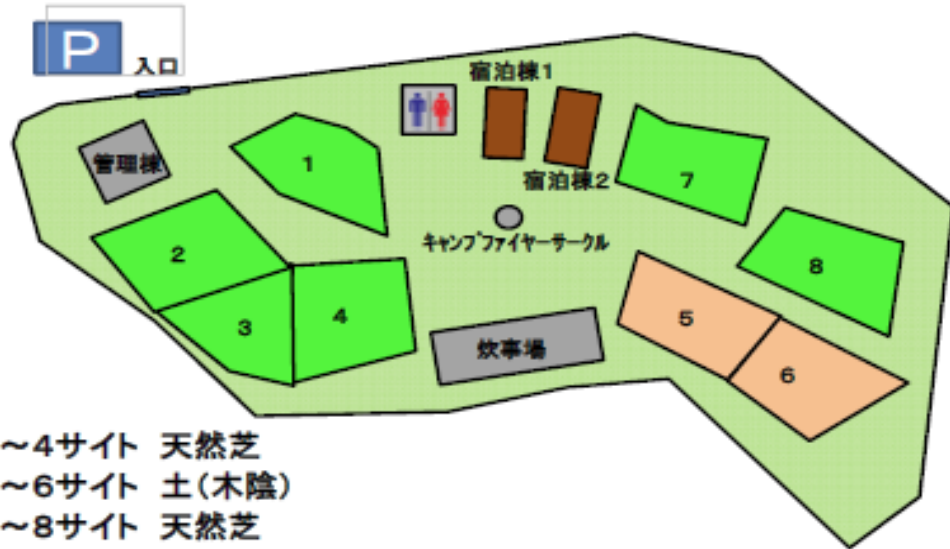 P
入口
宿泊棟1
管理棟
1
宿泊棟2
7
2
キャンプファイヤーサークル
8
3
4
5
炊事場
6
～4サイト 天然芝
～6サイト 土(木陰)
～8サイト 天然芝